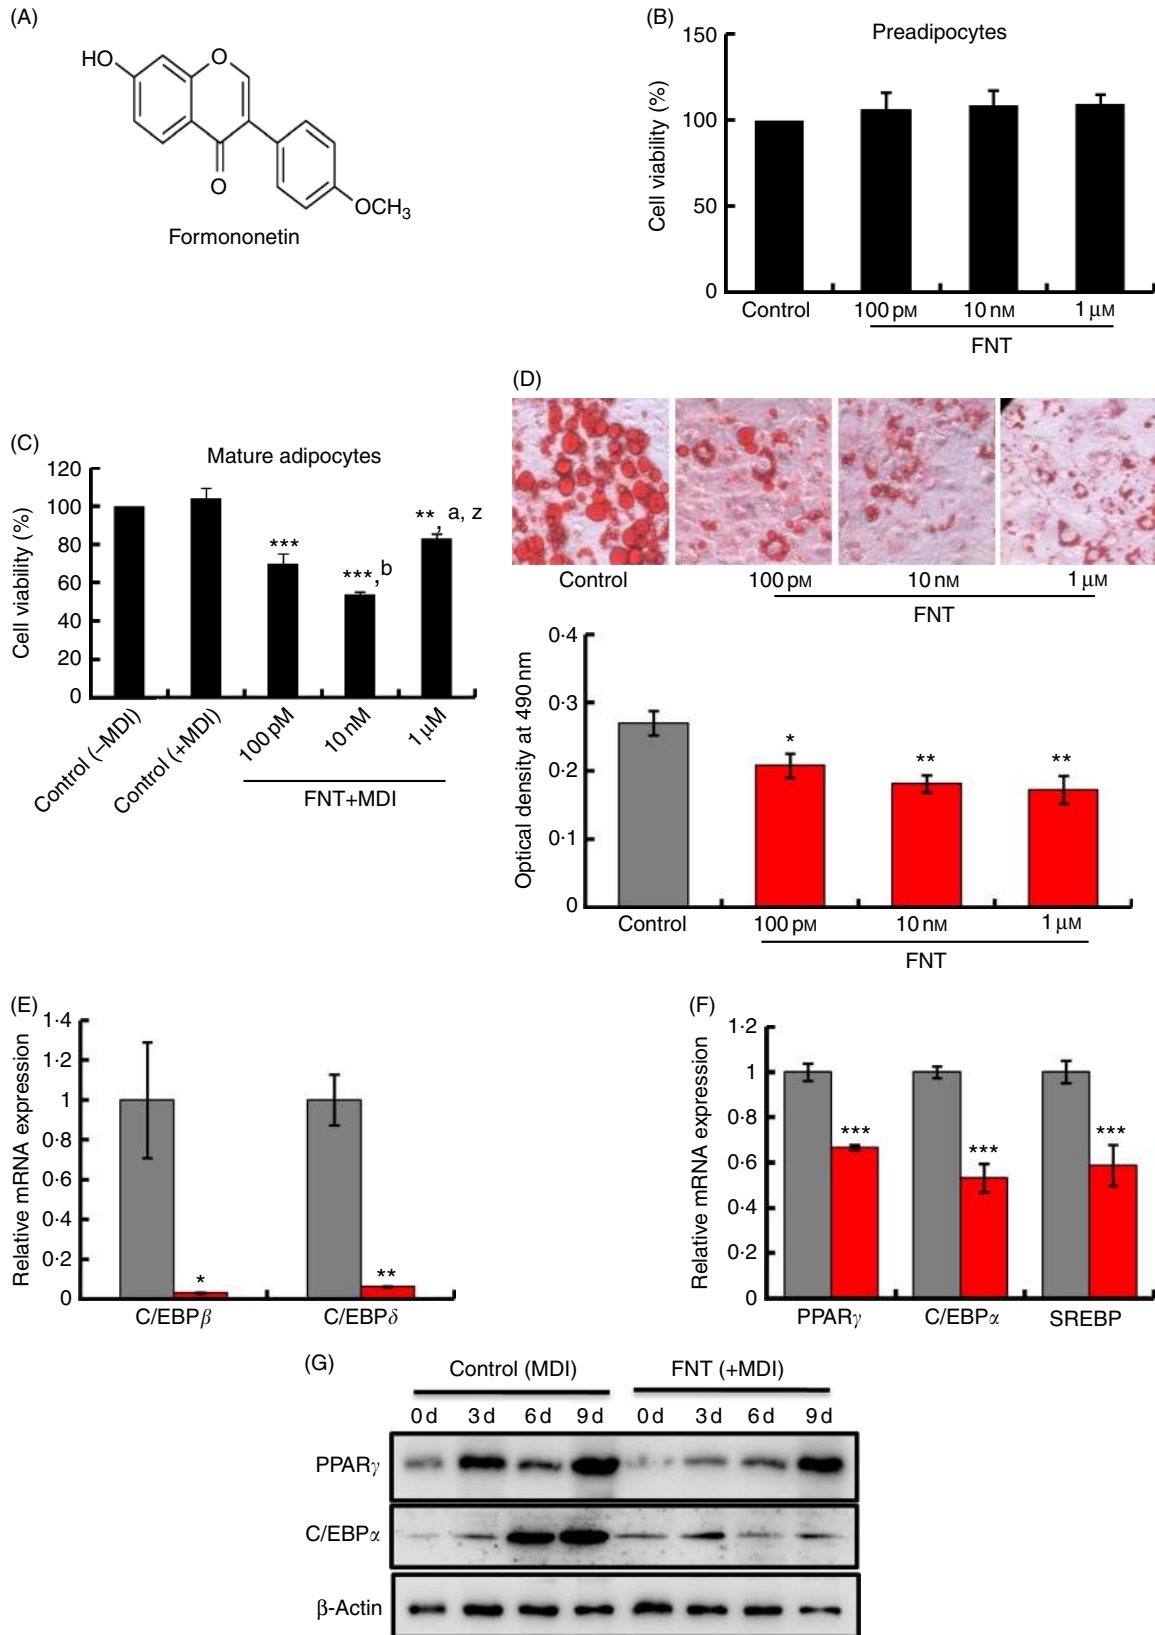 (A)
HO
O
O
OCH3
Formononetin
(B)
Preadipocytes
Cell viability (%)
150
100
50
0
Control
100 pM
10 nM
1 μM
FNT
(C)
Mature adipocytes
Cell viability (%)
120
100
80
60
40
20
0
***
***,b
**, a, z
Control (–MDI)
Control (+MDI)
100 pM
10 nM
1 μM
FNT+MDI
(D)
Control
100 pM
10 nM
1 μM
FNT
Optical density at 490 nm
0·4
0·3
0·2
0·1
0
*
**
**
Control
100 pM
10 nM
1 μM
FNT
(E)
Relative mRNA expression
1·4
1·2
1
0·8
0·6
0·4
0·2
0
*
**
C/EBPβ
C/EBPδ
(F)
Relative mRNA expression
1·2
1
0·8
0·6
0·4
0·2
0
***
***
***
PPARγ
C/EBPα
SREBP
(G)
Control (MDI)
FNT (+MDI)
0 d 3 d 6 d 9 d 0 d 3 d 6 d 9 d
PPARγ
C/EBPα
β-Actin